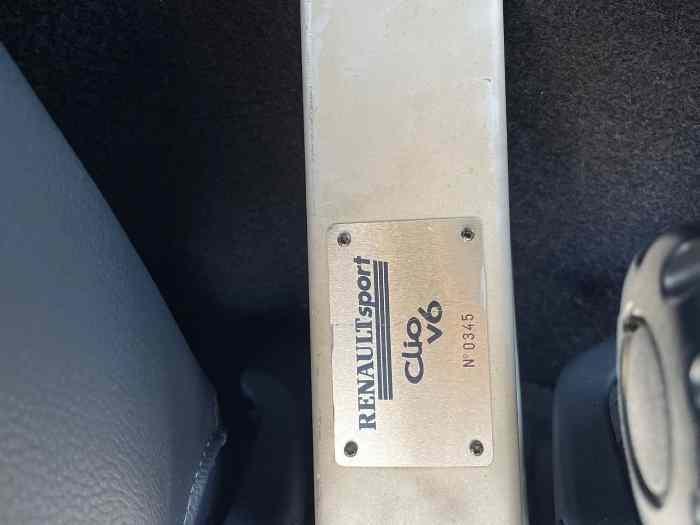 RENAULT sport
Clio
V6
N° 0345